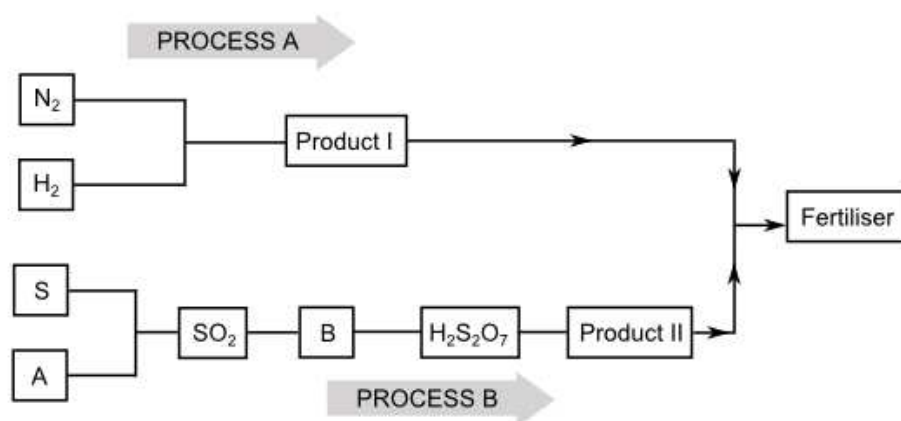 PROCESS A
N₂
H₂
Product I
Fertiliser
S
A
SO₂
B
H₂S₂O₇
Product II
PROCESS B